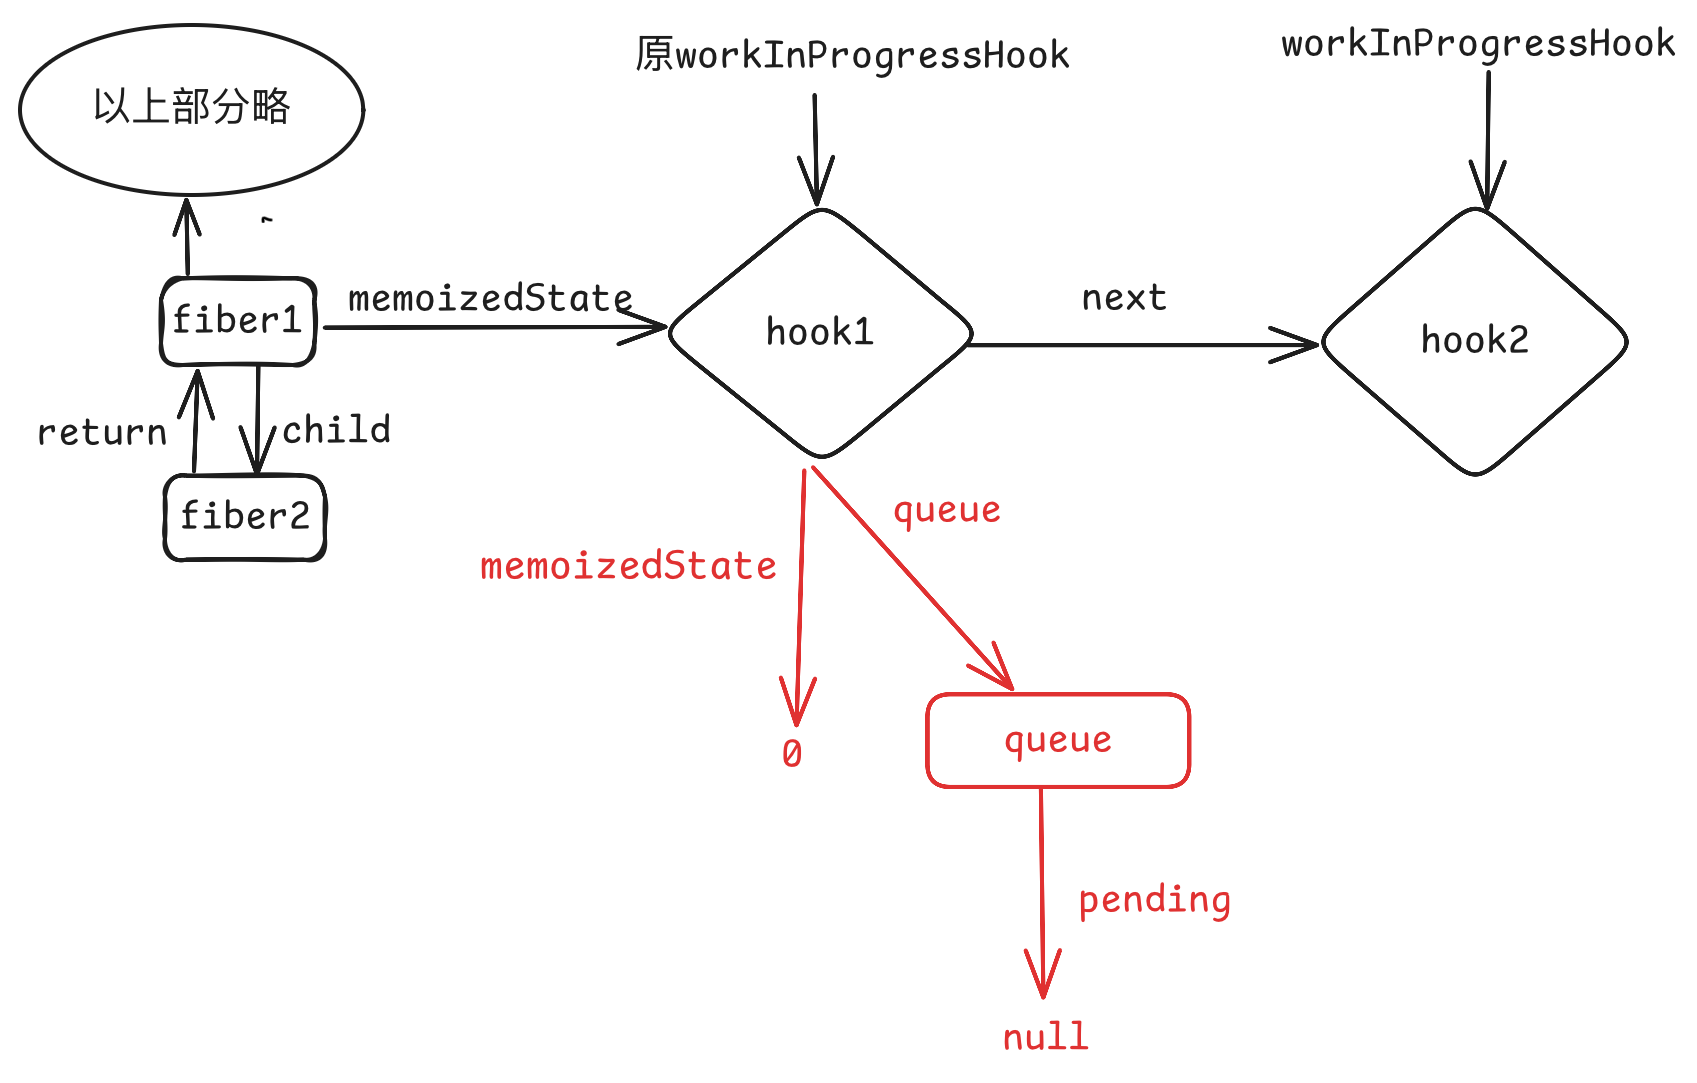 以上部分略
原workInProgressHook
workInProgressHook
fiber1
memoizedState
hook1
next
hook2
return
child
fiber2
memoizedState
queue
0
queue
pending
null